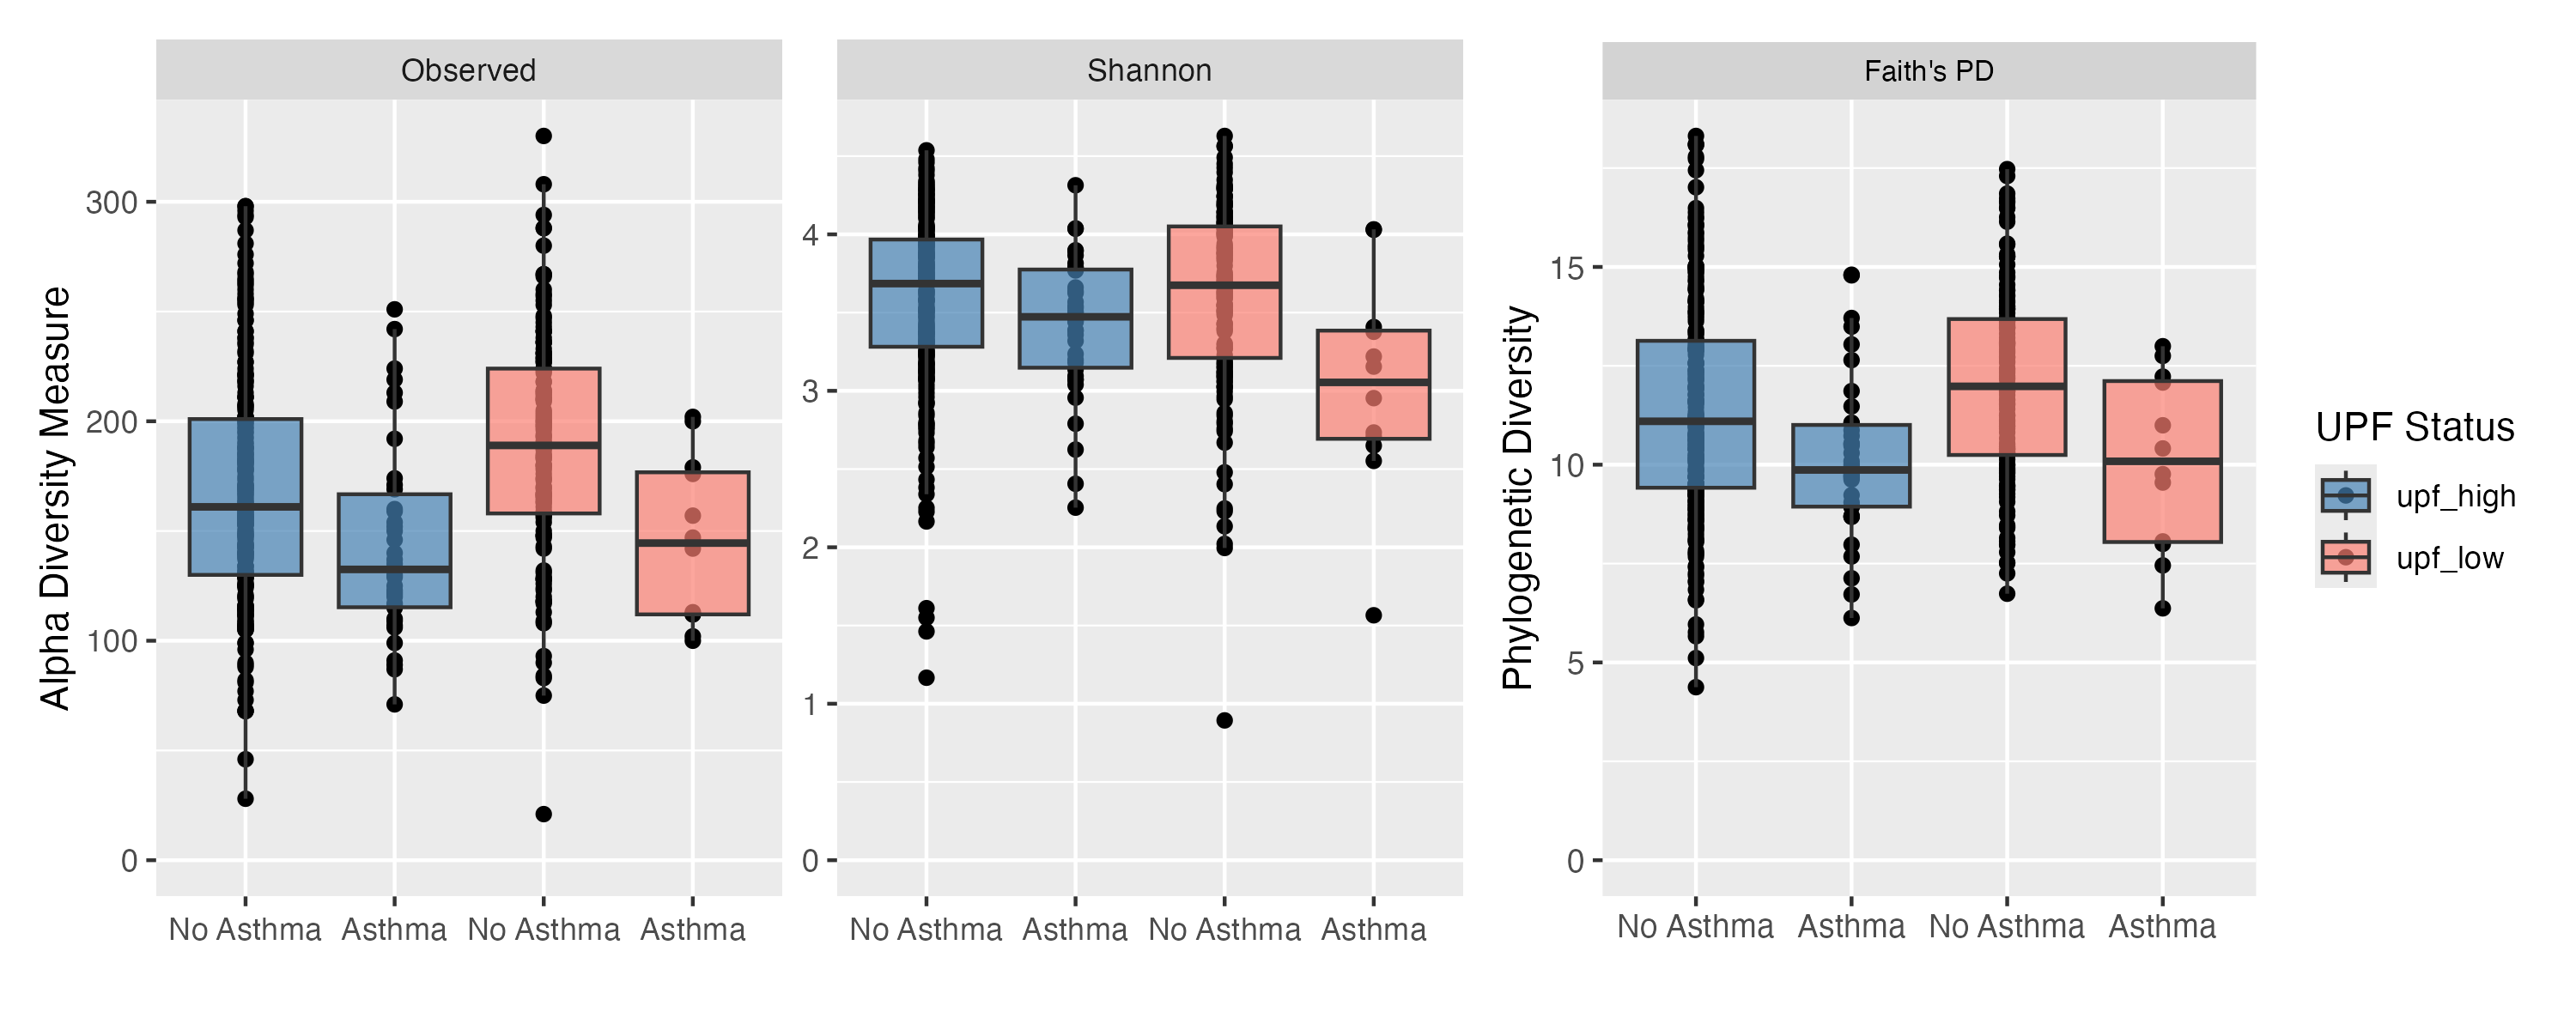 Observed
Shannon
Faith's PD
Alpha Diversity Measure
300
200
100
0
4
3
2
1
0
Phylogenetic Diversity
15
10
5
0
No Asthma Asthma No Asthma Asthma
No Asthma Asthma No Asthma Asthma
No Asthma Asthma No Asthma Asthma
UPF Status
upf_high
upf_low